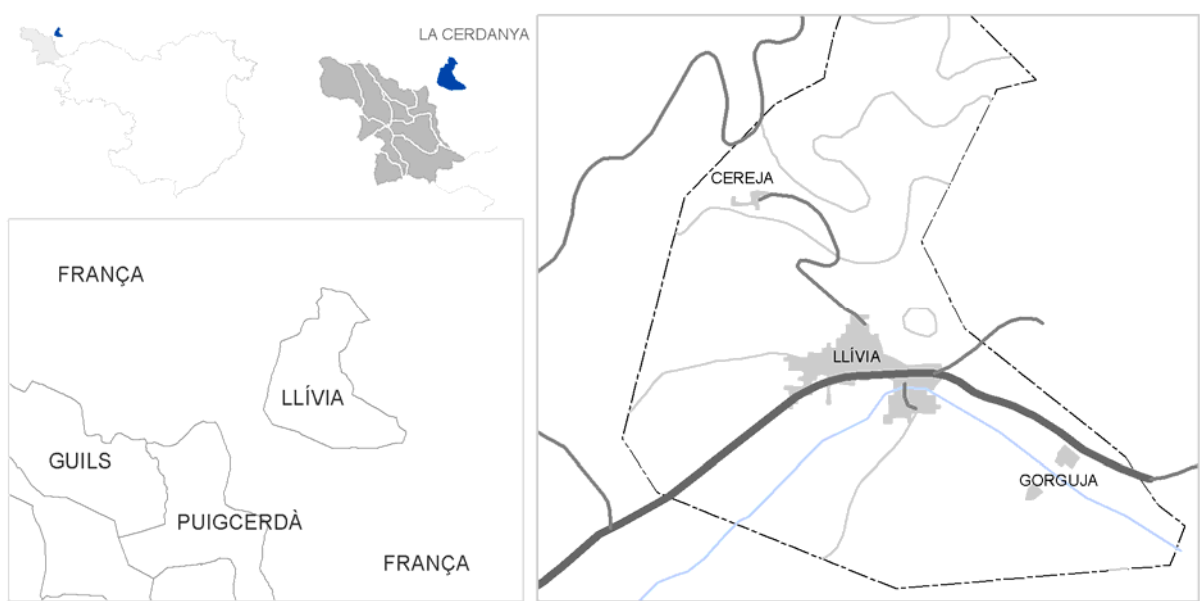 LA CERDANYA
FRANÇA
LLÍVIA
GUILS
PUIGCERDÀ
FRANÇA
CEREJA
LLÍVIA
GORGUJA